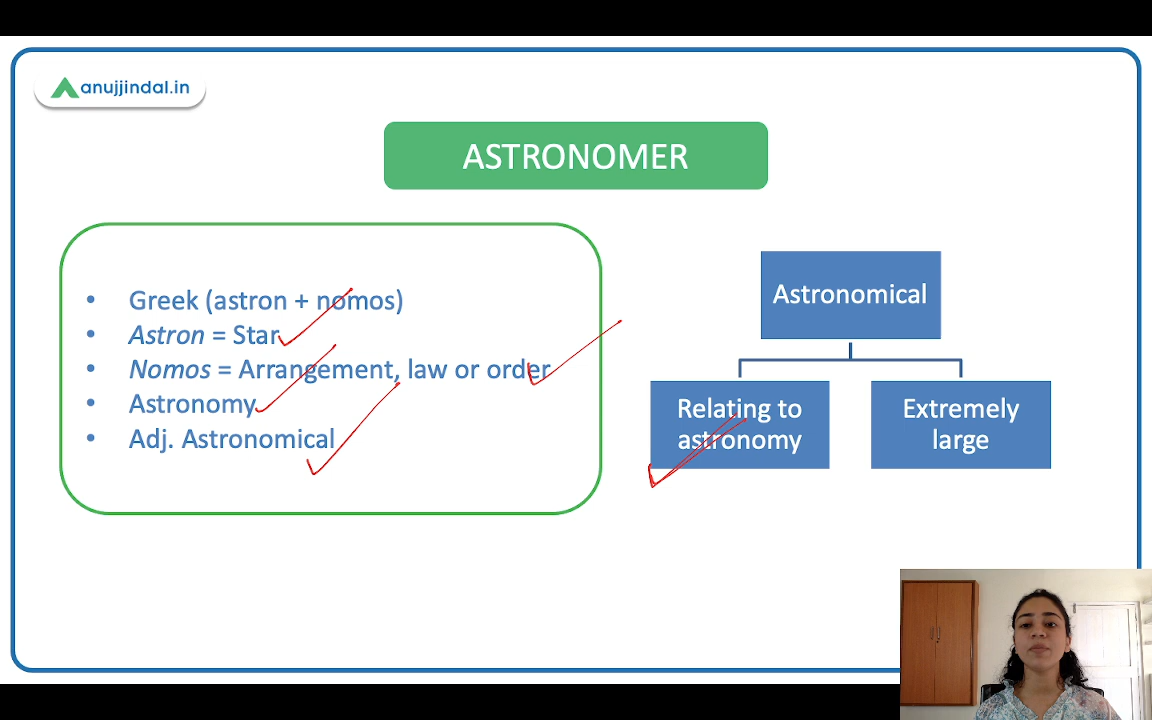 anujjindal.in
ASTRONOMER
• Greek (astron + nomos)
• Astron = Star
• Nomos = Arrangement, law or order
• Astronomy
• Adj. Astronomical
Astronomical
Relating to
astronomy
Extremely
large